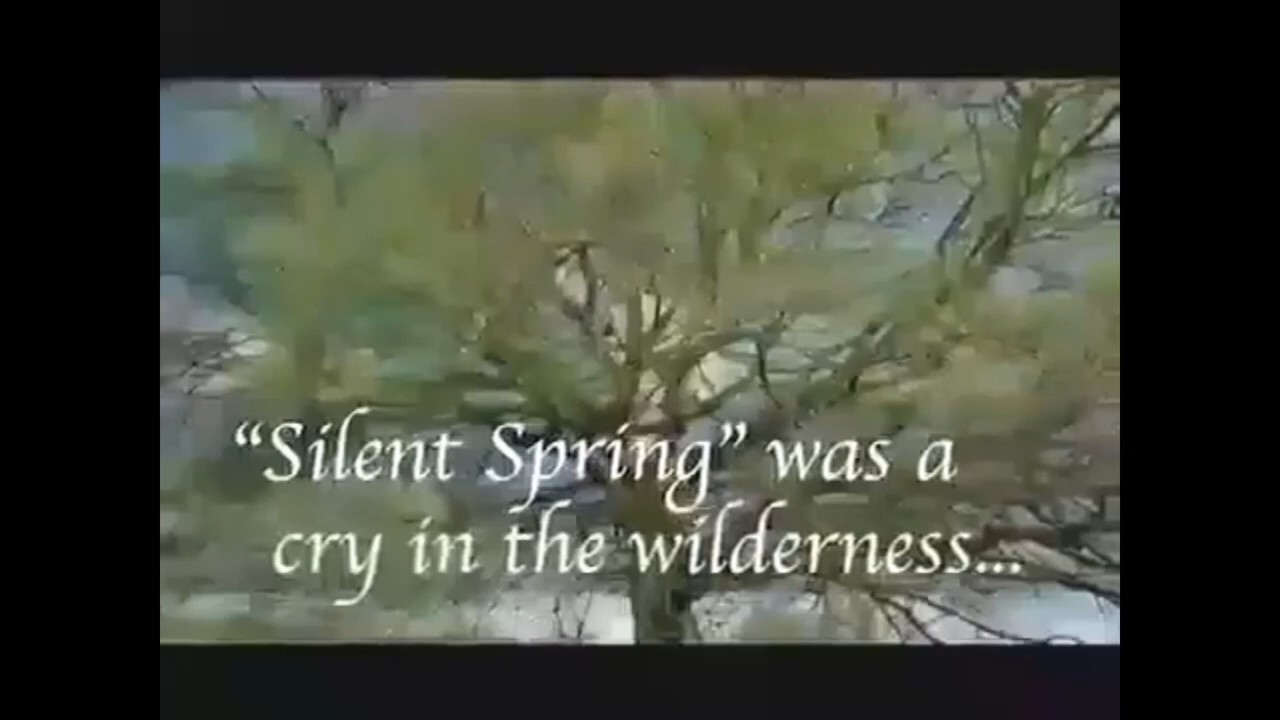 “Silent Spring” was a
cry in the wilderness...